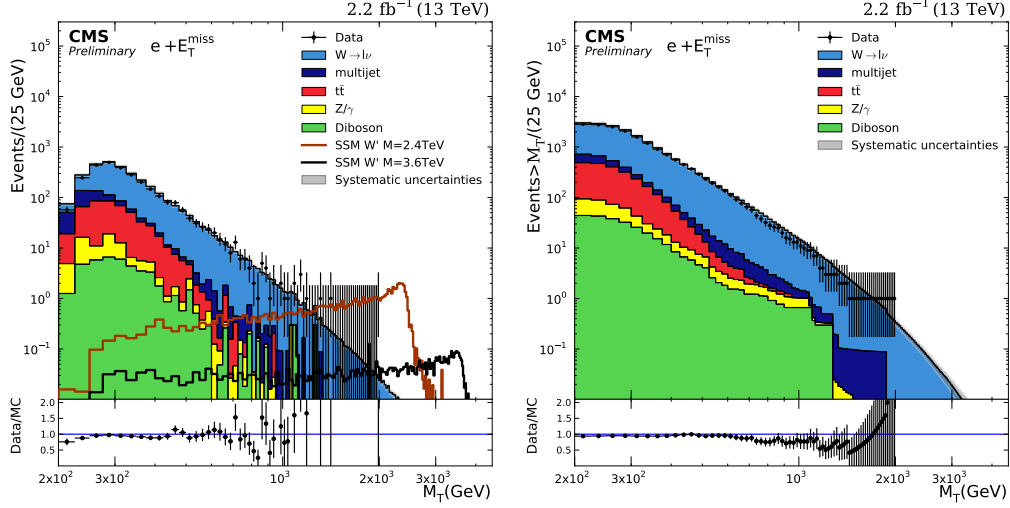 2.2 fb⁻¹ (13 TeV)
CMS
Preliminary
e +E_T^miss
Data
W→lν
multijet
tt̄
Z/γ
Diboson
SSM W' M=2.4TeV
SSM W' M=3.6TeV
Systematic uncertainties
Events/(25 GeV)
10⁵
10⁴
10³
10²
10¹
10⁰
10⁻¹
Data/MC
2.0
1.5
1.0
0.5
2x10² 3x10² 10³ 2x10³ 3x10³
M_T(GeV)
2.2 fb⁻¹ (13 TeV)
CMS
Preliminary
e +E_T^miss
Data
W→lν
multijet
tt̄
Z/γ
Diboson
Systematic uncertainties
Events>M_T/(25 GeV)
10⁵
10⁴
10³
10²
10¹
10⁰
10⁻¹
Data/MC
2.0
1.5
1.0
0.5
2x10² 3x10² 10³ 2x10³ 3x10³
M_T(GeV)